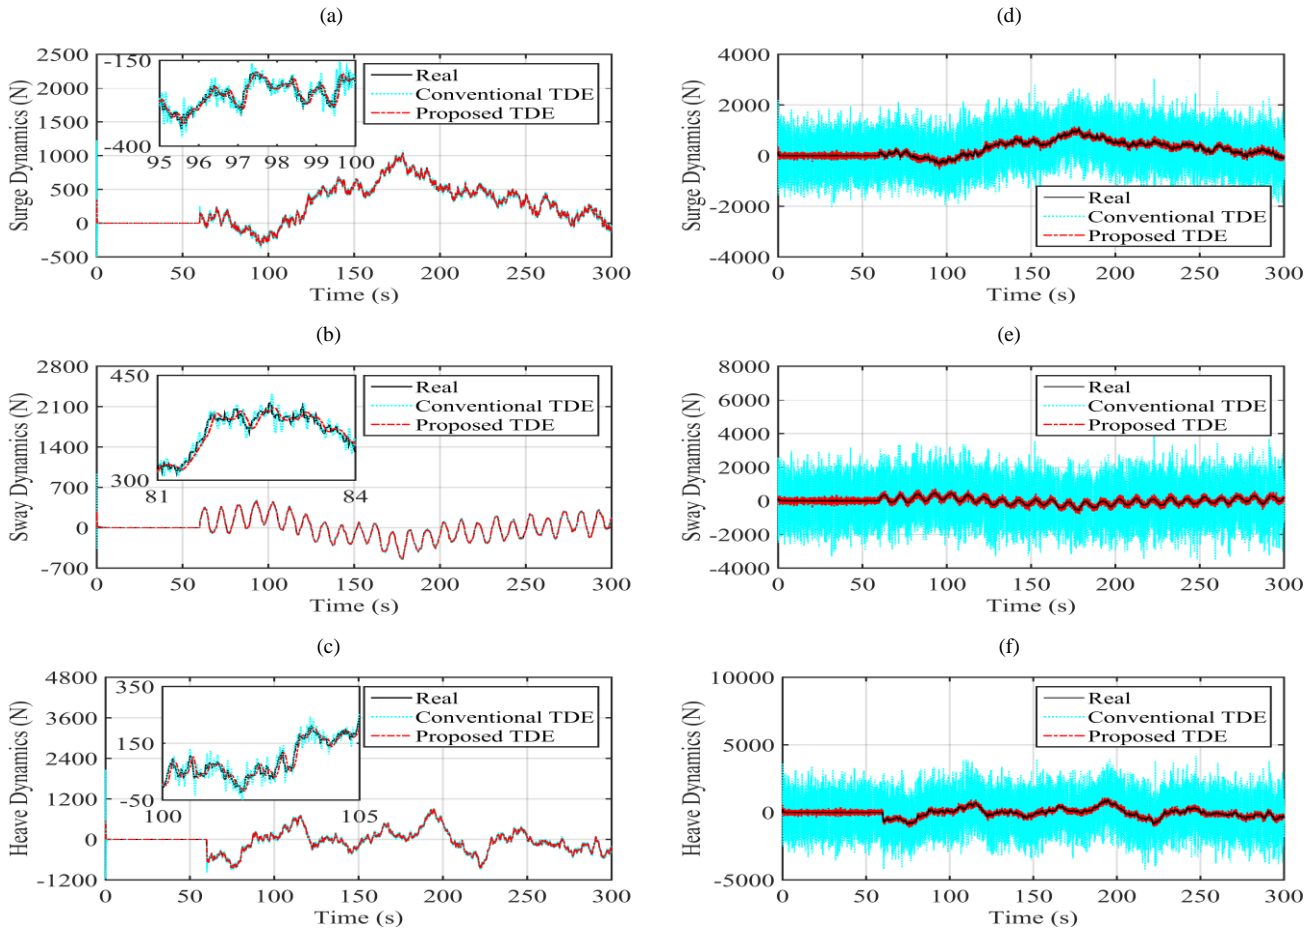 (a)
2500
2000
1500
1000
500
0
-500
Surge Dynamics (N)
-150
-400
95 96 97 98 99 100
Real
Conventional TDE
Proposed TDE
0 50 100 150 200 250 300
Time (s)
(d)
4000
2000
0
-2000
-4000
Surge Dynamics (N)
Real
Conventional TDE
Proposed TDE
0 50 100 150 200 250 300
Time (s)
(b)
2800
2100
1400
700
0
-700
Sway Dynamics (N)
450
300
81 84
Real
Conventional TDE
Proposed TDE
0 50 100 150 200 250 300
Time (s)
(e)
8000
6000
4000
2000
0
-2000
-4000
Sway Dynamics (N)
Real
Conventional TDE
Proposed TDE
0 50 100 150 200 250 300
Time (s)
(c)
4800
3600
2400
1200
0
-1200
Heave Dynamics (N)
350
150
-50
100 105
Real
Conventional TDE
Proposed TDE
0 50 100 150 200 250 300
Time (s)
(f)
10000
5000
0
-5000
Heave Dynamics (N)
Real
Conventional TDE
Proposed TDE
0 50 100 150 200 250 300
Time (s)